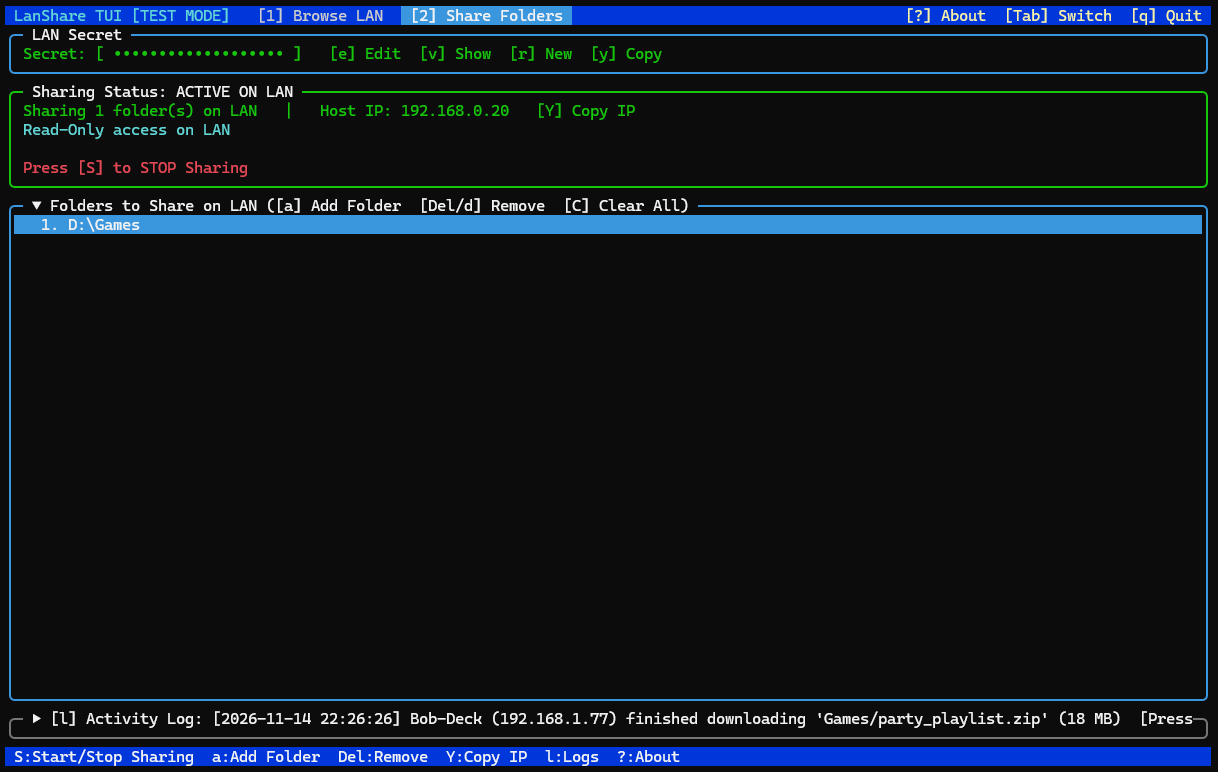 LanShare TUI [TEST MODE]   [1] Browse LAN   [2] Share Folders   [?] About  [Tab] Switch  [q] Quit
LAN Secret
Secret: [ ••••••••••••••••••• ]   [e] Edit  [v] Show  [r] New  [y] Copy
Sharing Status: ACTIVE ON LAN
Sharing 1 folder(s) on LAN   |   Host IP: 192.168.0.20   [Y] Copy IP
Read-Only access on LAN
Press [S] to STOP Sharing
▼ Folders to Share on LAN ([a] Add Folder  [Del/d] Remove  [C] Clear All)
1. D:\Games
▶ [l] Activity Log: [2026-11-14 22:26:26] Bob-Deck (192.168.1.77) finished downloading 'Games/party_playlist.zip' (18 MB)  [Press
S:Start/Stop Sharing  a:Add Folder  Del:Remove  Y:Copy IP  l:Logs  ?:About